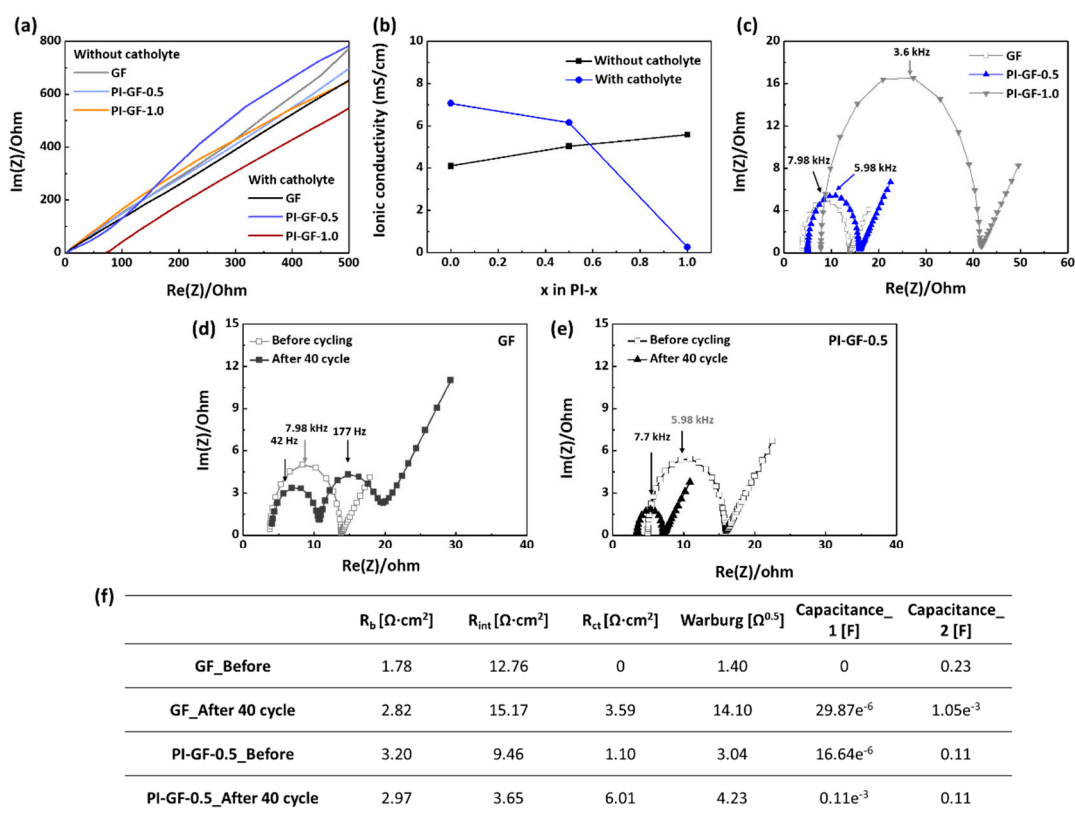 (a)
Without catholyte
GF
PI-GF-0.5
PI-GF-1.0
With catholyte
GF
PI-GF-0.5
PI-GF-1.0
Im(Z)/Ohm
800
600
400
200
0
0 100 200 300 400 500
Re(Z)/Ohm
(b)
Without catholyte
With catholyte
Ionic conductivity (mS/cm)
10
8
6
4
2
0
0.0 0.2 0.4 0.6 0.8 1.0
x in PI-x
(c)
3.6 kHz
GF
PI-GF-0.5
PI-GF-1.0
7.98 kHz
5.98 kHz
Im(Z)/Ohm
20
16
12
8
4
0
0 10 20 30 40 50 60
Re(Z)/Ohm
(d)
Before cycling
After 40 cycle
GF
42 Hz
7.98 kHz
177 Hz
Im(Z)/Ohm
15
12
9
6
3
0
0 10 20 30 40
Re(Z)/ohm
(e)
Before cycling
After 40 cycle
PI-GF-0.5
7.7 kHz
5.98 kHz
Im(Z)/Ohm
15
12
9
6
3
0
0 10 20 30 40
Re(Z)/ohm
(f)
Rb [Ω·cm²] Rint [Ω·cm²] Rct [Ω·cm²] Warburg [Ω⁰·⁵] Capacitance_1 [F] Capacitance_2 [F]
GF_Before 1.78 12.76 0 1.40 0 0.23
GF_After 40 cycle 2.82 15.17 3.59 14.10 29.87e⁻⁶ 1.05e⁻³
PI-GF-0.5_Before 3.20 9.46 1.10 3.04 16.64e⁻⁶ 0.11
PI-GF-0.5_After 40 cycle 2.97 3.65 6.01 4.23 0.11e⁻³ 0.11